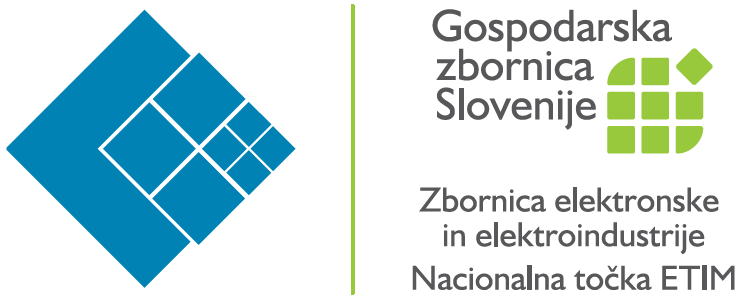 Gospodarska
zbornica
Slovenije
Zbornica elektronske
in elektroindustrije
Nacionalna točka ETIM